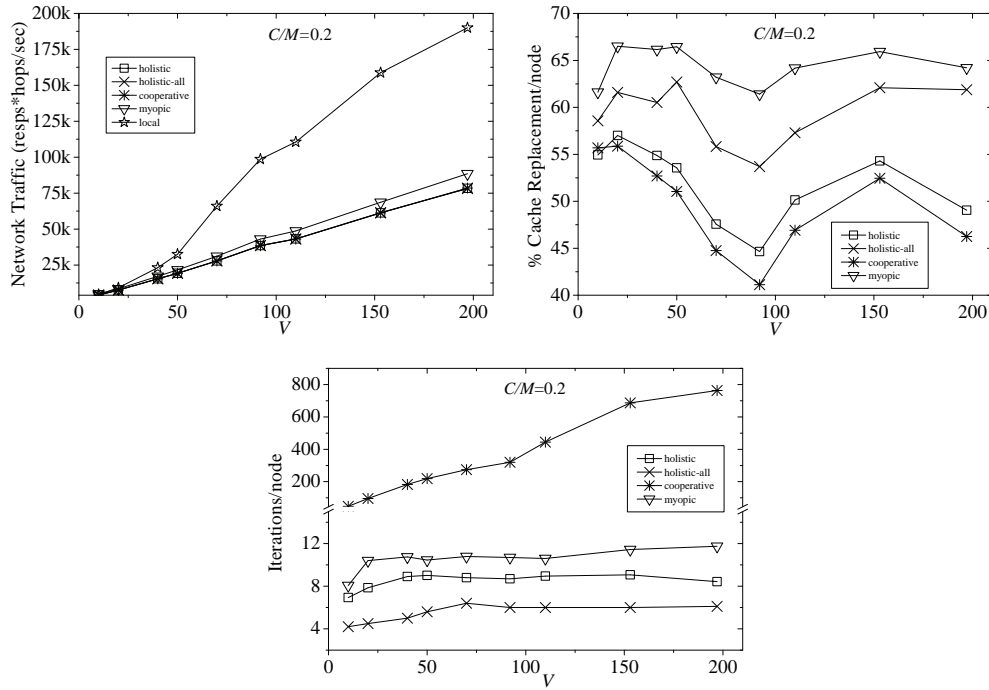 200k
175k
150k
125k
100k
75k
50k
25k
Network Traffic (resps*hops/sec)
C/M=0.2
holistic
holistic-all
cooperative
myopic
local
0
50
100
150
200
V
70
65
60
55
50
45
40
% Cache Replacement/node
C/M=0.2
holistic
holistic-all
cooperative
myopic
0
50
100
150
200
V
800
600
400
200
12
8
4
Iterations/node
C/M=0.2
holistic
holistic-all
cooperative
myopic
0
50
100
150
200
V